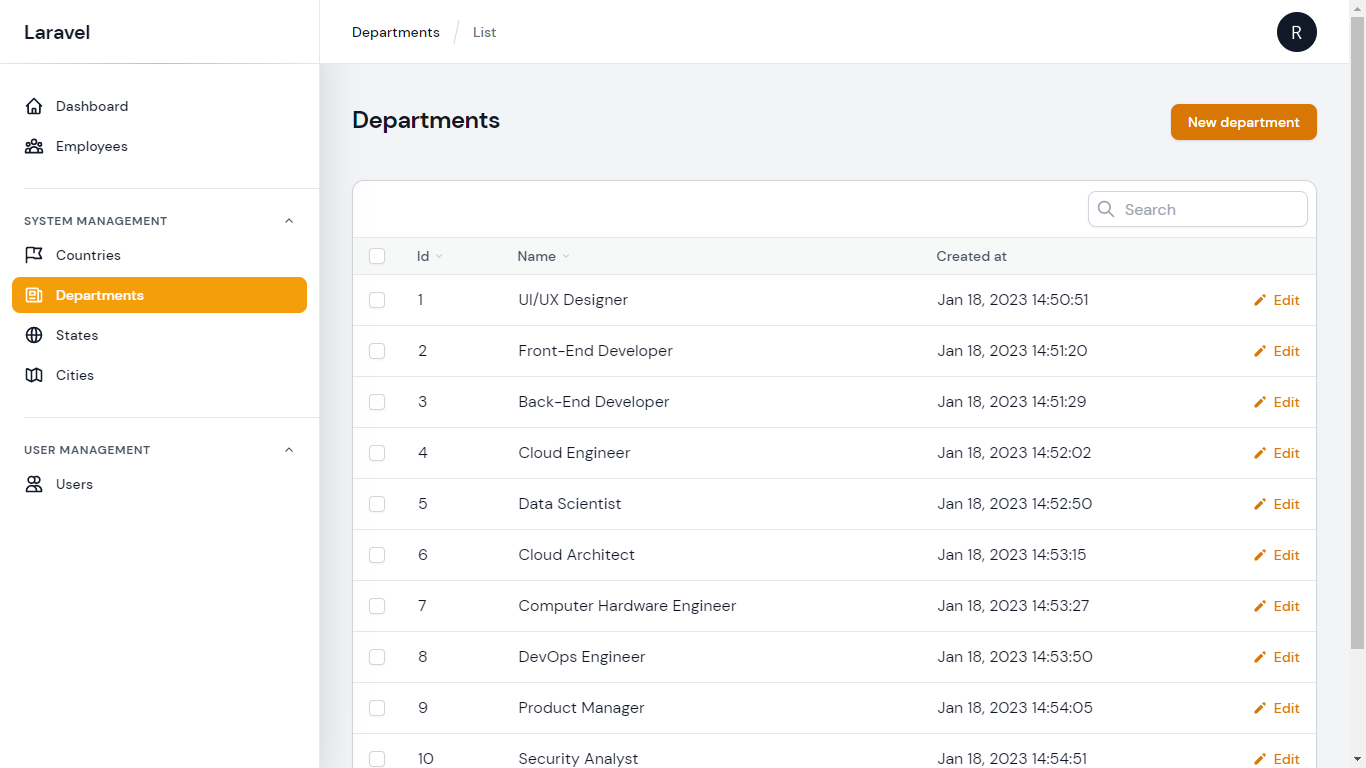 Laravel
Departments List
R
Dashboard
Employees
SYSTEM MANAGEMENT
Countries
Departments
States
Cities
USER MANAGEMENT
Users
Departments
New department
Search
Id Name Created at
1 UI/UX Designer Jan 18, 2023 14:50:51 Edit
2 Front-End Developer Jan 18, 2023 14:51:20 Edit
3 Back-End Developer Jan 18, 2023 14:51:29 Edit
4 Cloud Engineer Jan 18, 2023 14:52:02 Edit
5 Data Scientist Jan 18, 2023 14:52:50 Edit
6 Cloud Architect Jan 18, 2023 14:53:15 Edit
7 Computer Hardware Engineer Jan 18, 2023 14:53:27 Edit
8 DevOps Engineer Jan 18, 2023 14:53:50 Edit
9 Product Manager Jan 18, 2023 14:54:05 Edit
10 Security Analyst Jan 18, 2023 14:54:51 Edit